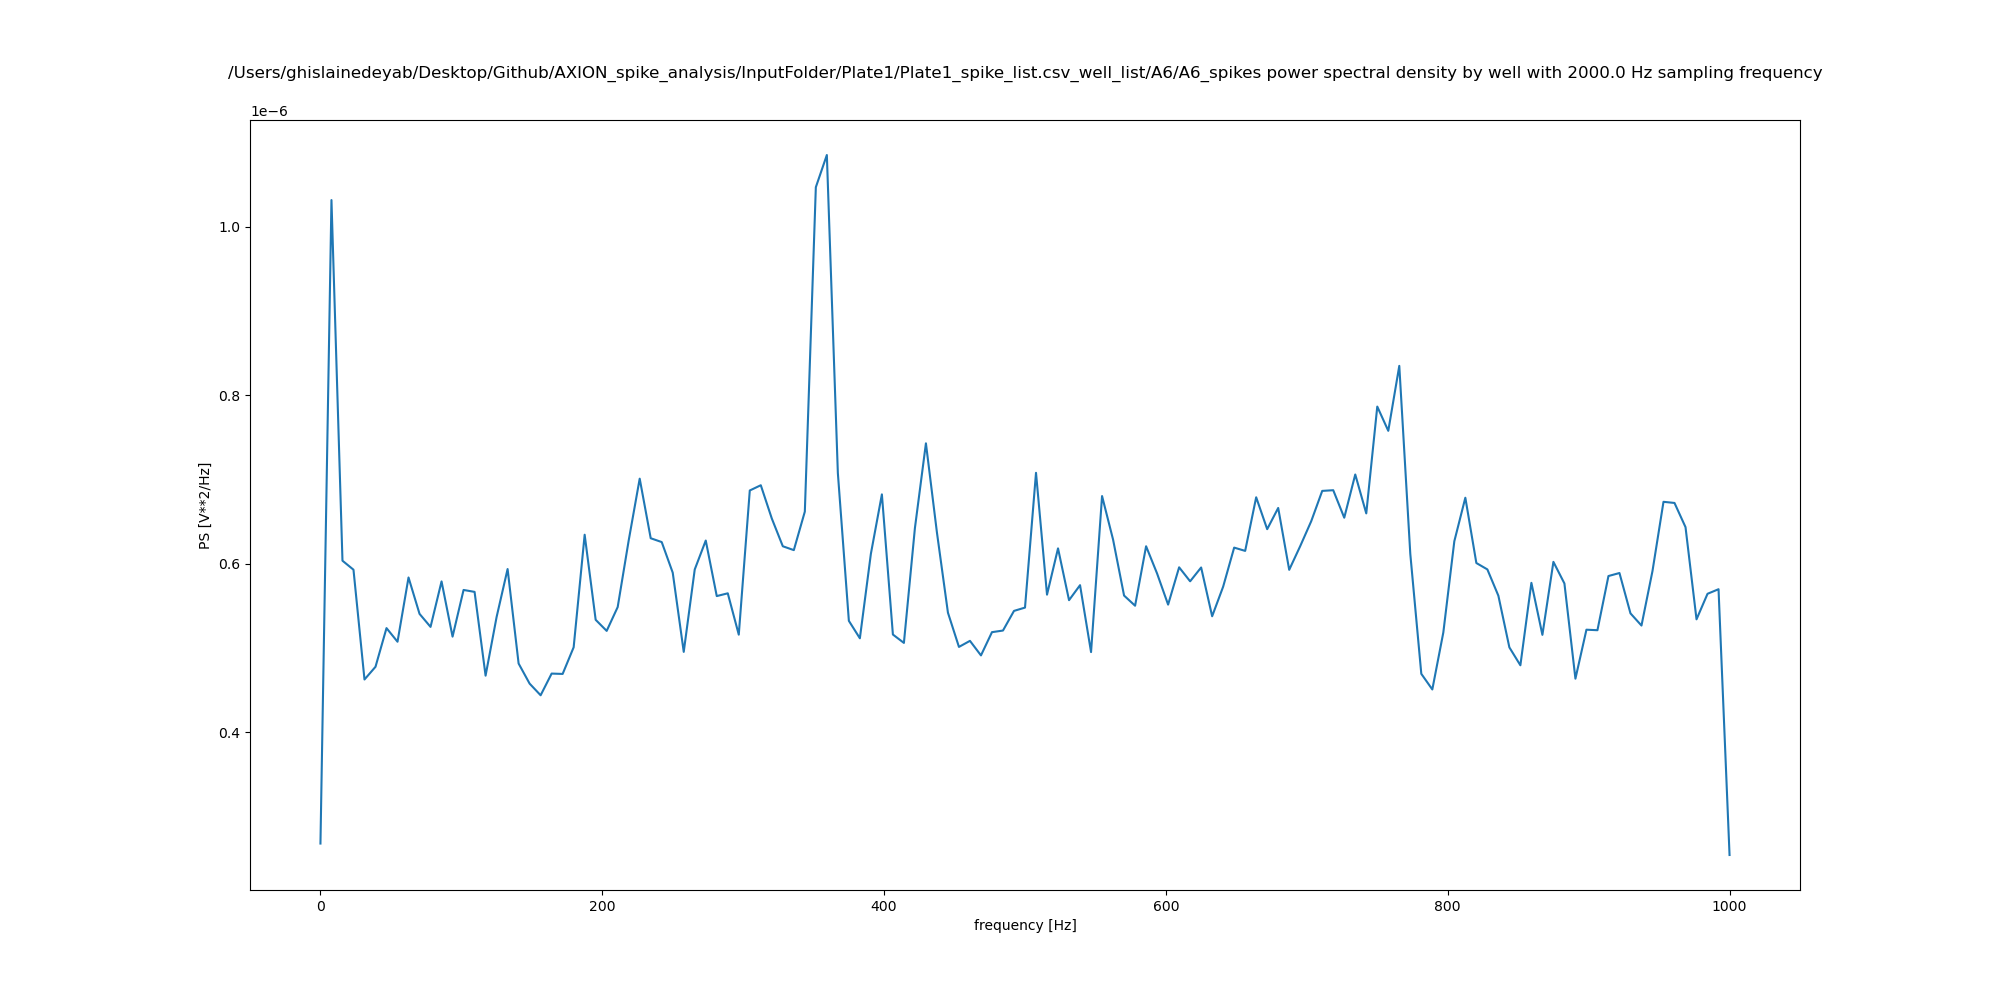 /Users/ghislainedeyab/Desktop/Github/AXION_spike_analysis/InputFolder/Plate1/Plate1_spike_list.csv_well_list/A6/A6_spikes power spectral density by well with 2000.0 Hz sampling frequency
1e−6
1.0
0.8
0.6
0.4
PS [V**2/Hz]
0 200 400 600 800 1000
frequency [Hz]